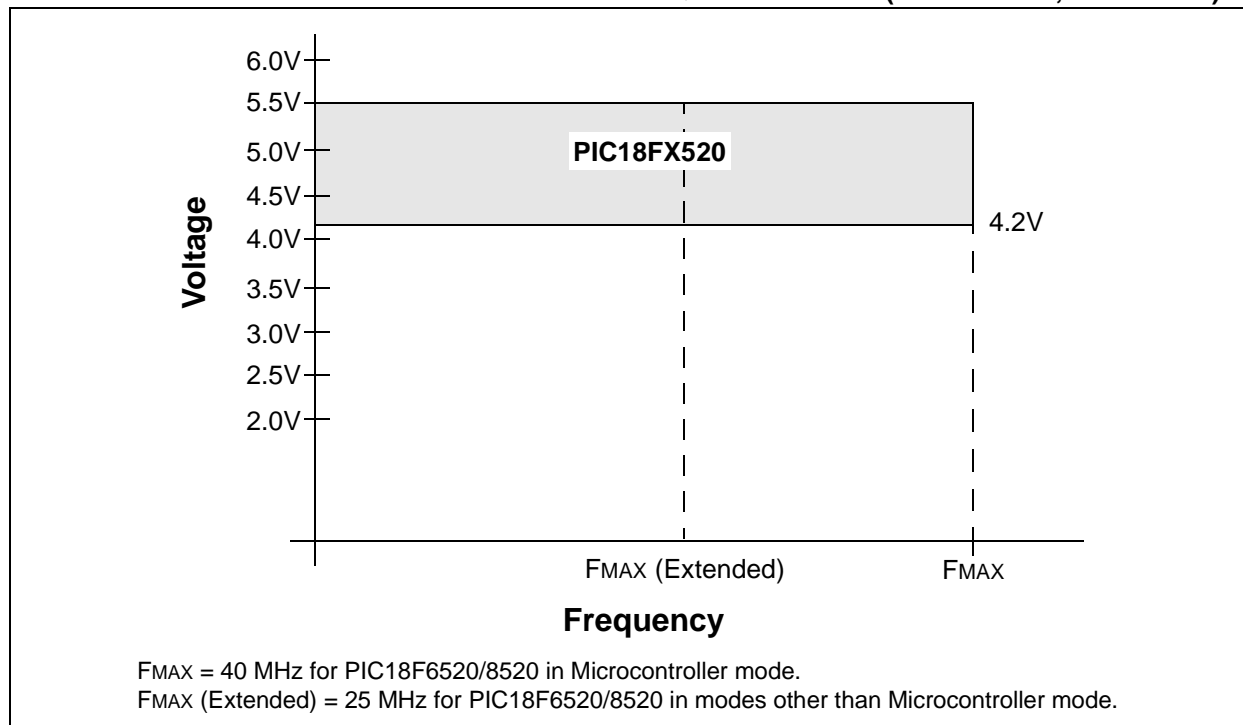 6.0V
5.5V
5.0V
4.5V
4.0V
3.5V
3.0V
2.5V
2.0V
Voltage
PIC18FX520
4.2V
FMAX (Extended)
FMAX
Frequency
FMAX = 40 MHz for PIC18F6520/8520 in Microcontroller mode.
FMAX (Extended) = 25 MHz for PIC18F6520/8520 in modes other than Microcontroller mode.